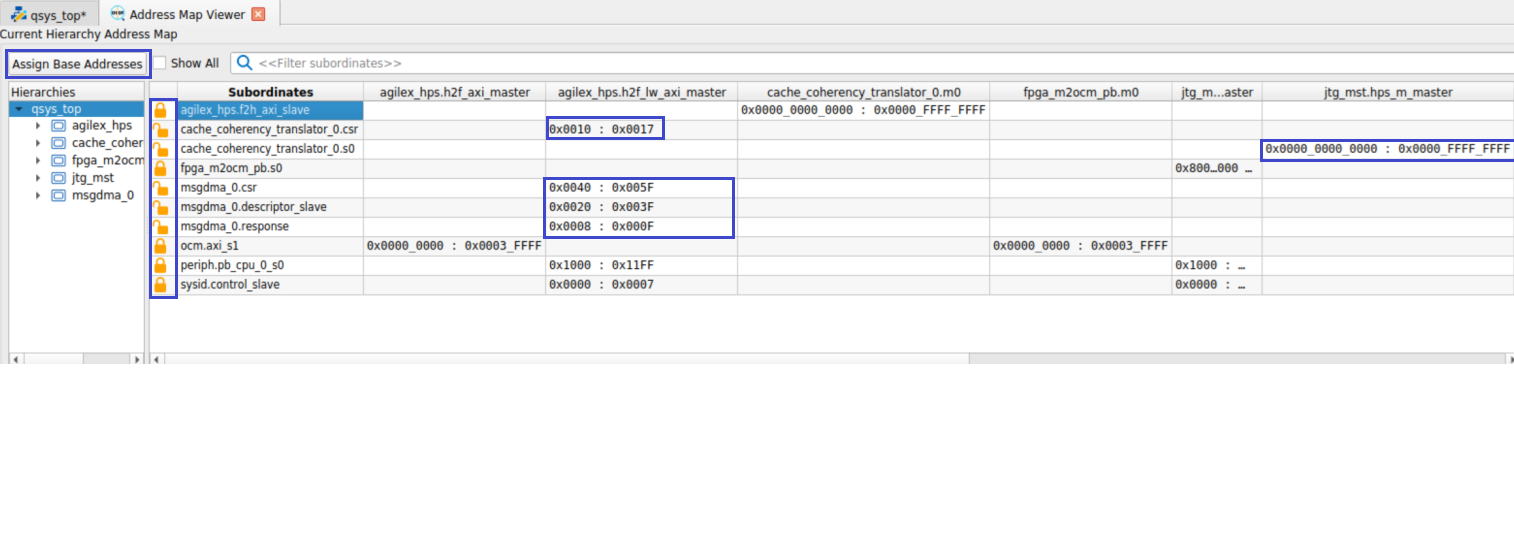 qsys_top* Address Map Viewer
Current Hierarchy Address Map
Assign Base Addresses Show All <<Filter subordinates>>
Hierarchies Subordinates agilex_hps.h2f_axi_master agilex_hps.h2f_lw_axi_master cache_coherency_translator_0.m0 fpga_m2ocm_pb.m0 jtg_m...aster jtg_mst.hps_m_master
qsys_top agilex_hps.f2h_axi_slave 0x0000_0000_0000 : 0x0000_FFFF_FFFF
agilex_hps cache_coherency_translator_0.csr 0x0010 : 0x0017
cache_coher cache_coherency_translator_0.s0 0x0000_0000_0000 : 0x0000_FFFF_FFFF
fpga_m2ocm fpga_m2ocm_pb.s0 0x800…000 …
jtg_mst msgdma_0.csr 0x0040 : 0x005F
msgdma_0 msgdma_0.descriptor_slave 0x0020 : 0x003F
msgdma_0.response 0x0008 : 0x000F
ocm.axi_s1 0x0000_0000 : 0x0003_FFFF 0x0000_0000 : 0x0003_FFFF
periph.pb_cpu_0_s0 0x1000 : 0x11FF 0x1000 : …
sysid.control_slave 0x0000 : 0x0007 0x0000 : …